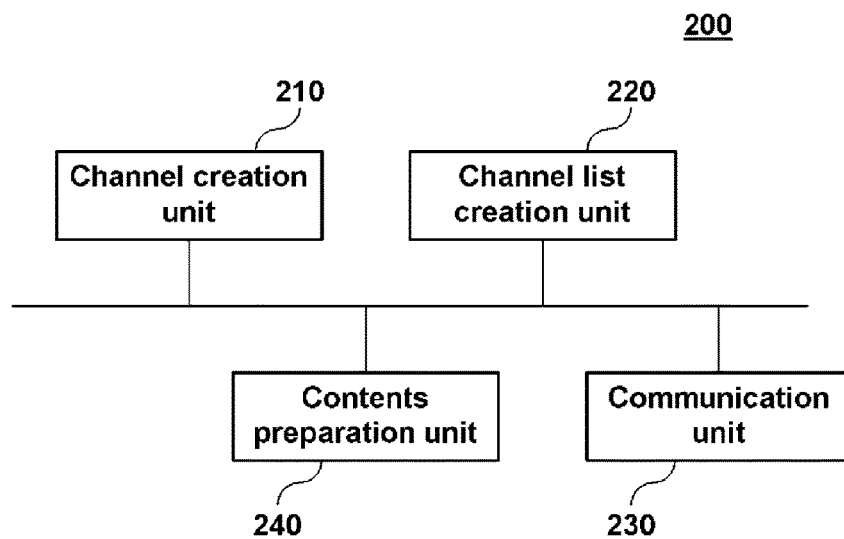 200
210
220
Channel creation
unit
Channel list
creation unit
Contents
preparation unit
Communication
unit
240
230